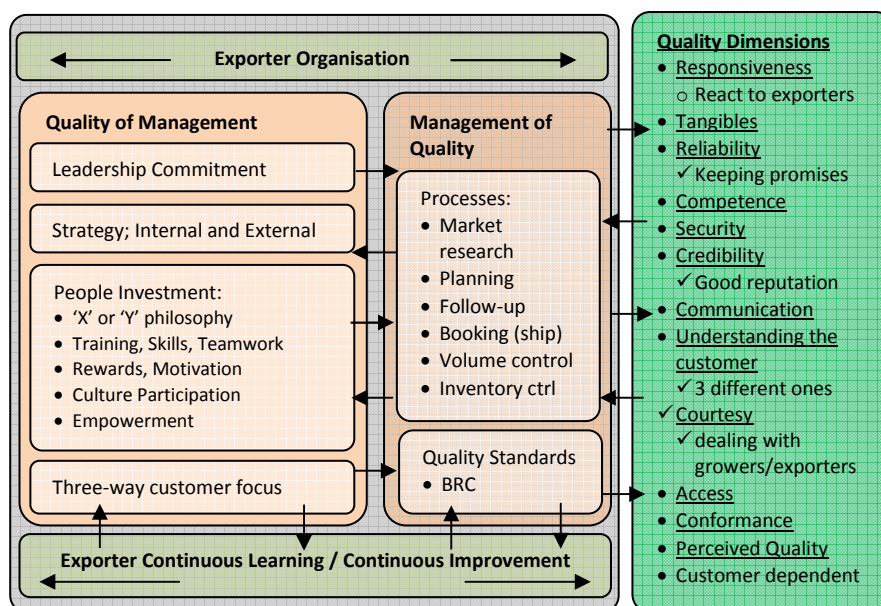 Exporter Organisation
Quality of Management
Leadership Commitment
Strategy; Internal and External
People Investment:
• 'X' or 'Y' philosophy
• Training, Skills, Teamwork
• Rewards, Motivation
• Culture Participation
• Empowerment
Three-way customer focus
Management of
Quality
Processes:
• Market
research
• Planning
• Follow-up
• Booking (ship)
• Volume control
• Inventory ctrl
Quality Standards
• BRC
Exporter Continuous Learning / Continuous Improvement
Quality Dimensions
• Responsiveness
o React to exporters
• Tangibles
• Reliability
✓ Keeping promises
• Competence
• Security
• Credibility
✓ Good reputation
• Communication
• Understanding the
customer
✓ 3 different ones
✓ Courtesy
✓ dealing with
growers/exporters
• Access
• Conformance
• Perceived Quality
• Customer dependent